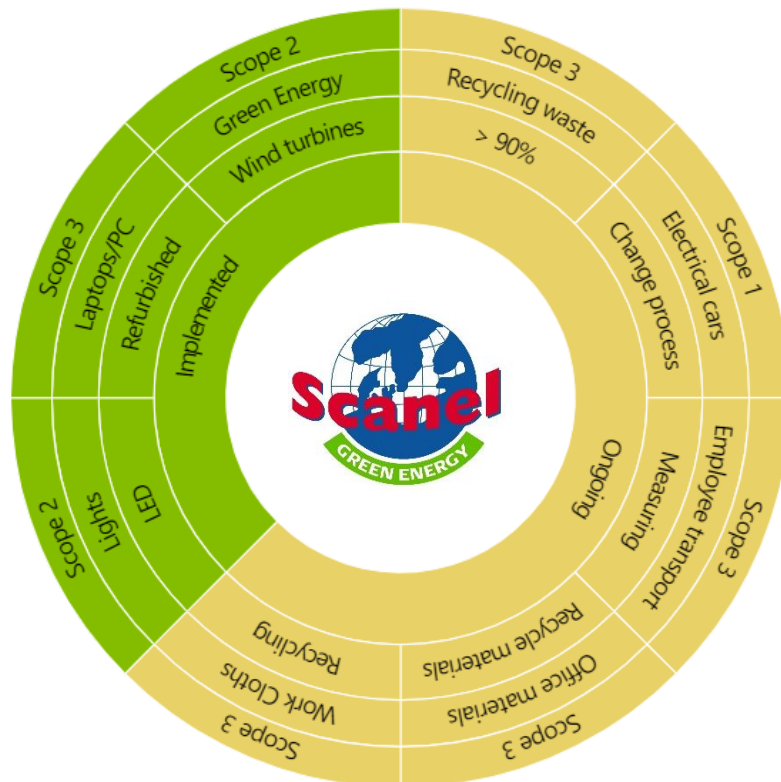 Scope 3
Recycling waste
> 90%
Scope 1
Electrical cars
Change process
Scope 3
Employee transport
Measuring
Scope 3
Office materials
Recycle materials
Scope 3
Work Cloths
Recycling
Ongoing
Scope 2
Lights
LED
Scope 3
Laptops/PC
Refurbished
Scope 2
Green Energy
Wind turbines
Implemented
Scanel
GREEN ENERGY